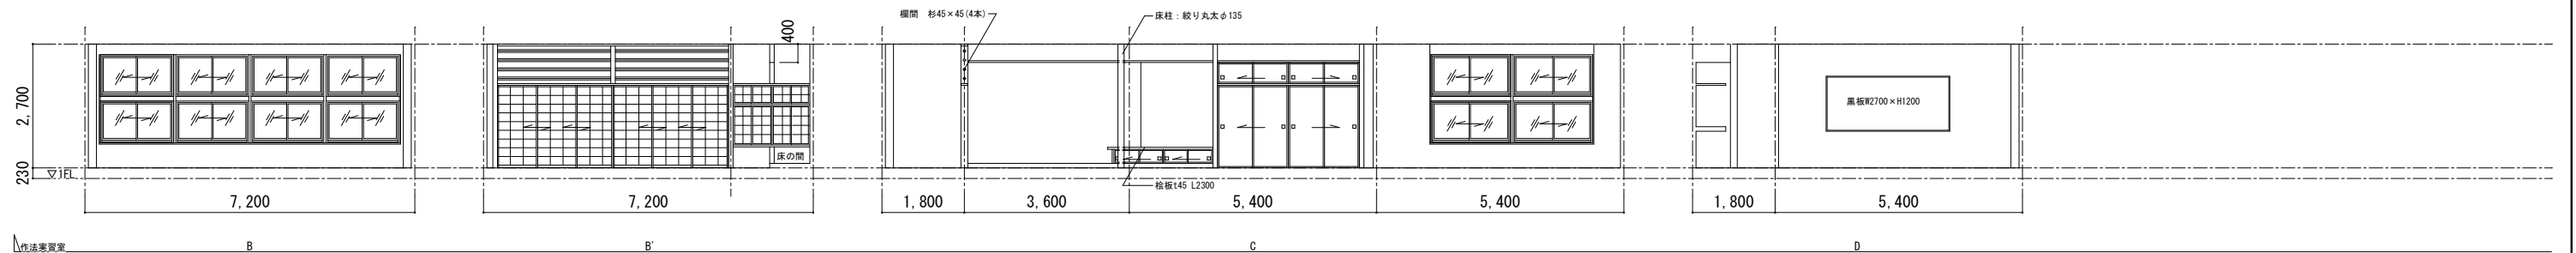 欄間　杉45×45(4本)
床柱：絞り丸太φ135
400
2,700
230
▽1FL
黒板W2700×H1200
床の間
桧板t45 L2300
7,200
7,200
1,800
3,600
5,400
5,400
1,800
5,400
作法実習室
B
B'
C
D